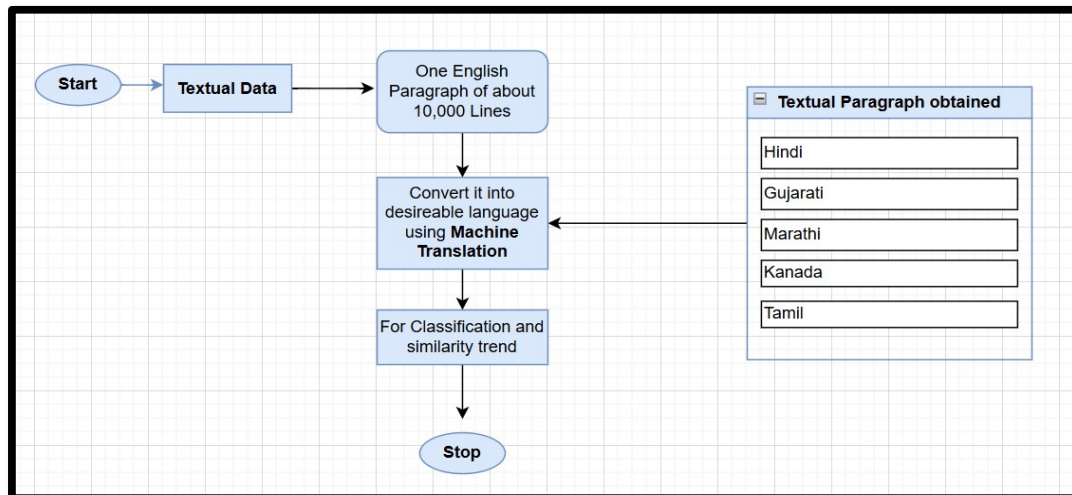 Start
Textual Data
One English
Paragraph of about
10,000 Lines
Convert it into
desireable language
using Machine
Translation
For Classification and
similarity trend
Stop
Textual Paragraph obtained
Hindi
Gujarati
Marathi
Kanada
Tamil